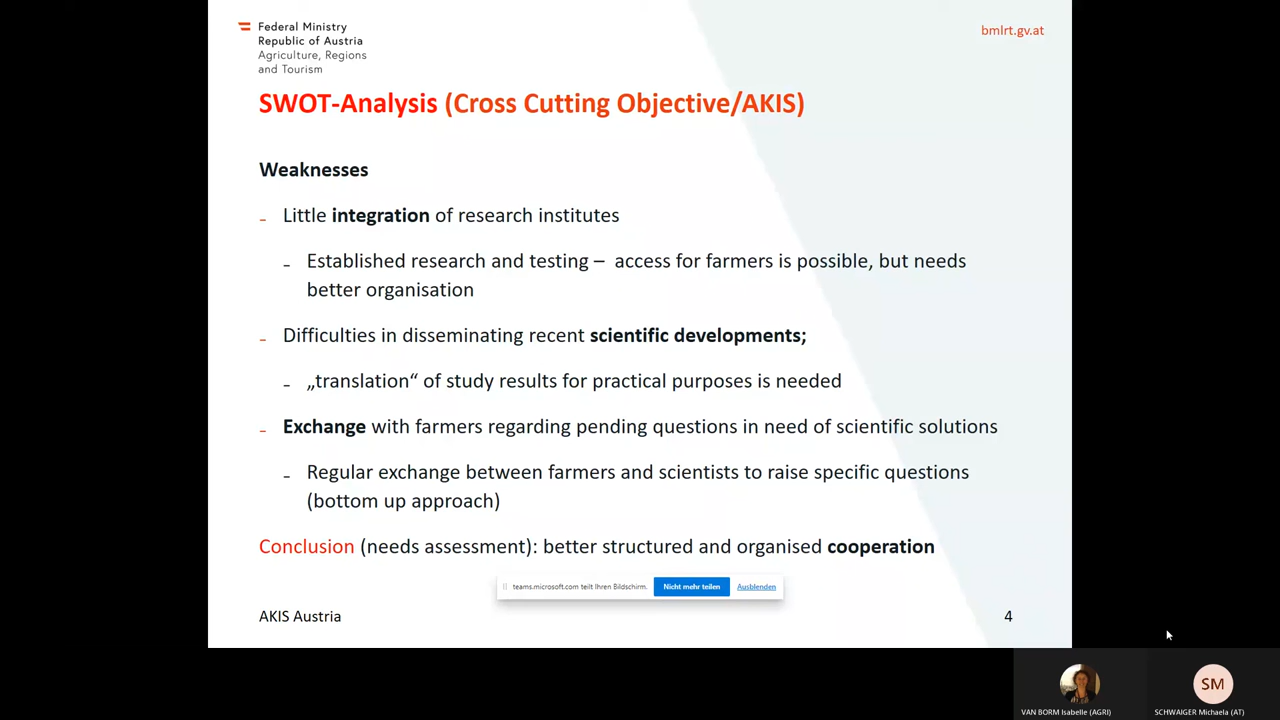 Federal Ministry
Republic of Austria
Agriculture, Regions
and Tourism
bmlrt.gv.at
SWOT-Analysis (Cross Cutting Objective/AKIS)
Weaknesses
- Little integration of research institutes
- Established research and testing – access for farmers is possible, but needs
better organisation
- Difficulties in disseminating recent scientific developments;
- „translation“ of study results for practical purposes is needed
- Exchange with farmers regarding pending questions in need of scientific solutions
- Regular exchange between farmers and scientists to raise specific questions
(bottom up approach)
Conclusion (needs assessment): better structured and organised cooperation
teams.microsoft.com teilt Ihren Bildschirm. Nicht mehr teilen Ausblenden
AKIS Austria 4
SM
VAN BORM Isabelle (AGRI) SCHWAIGER Michaela (AT)